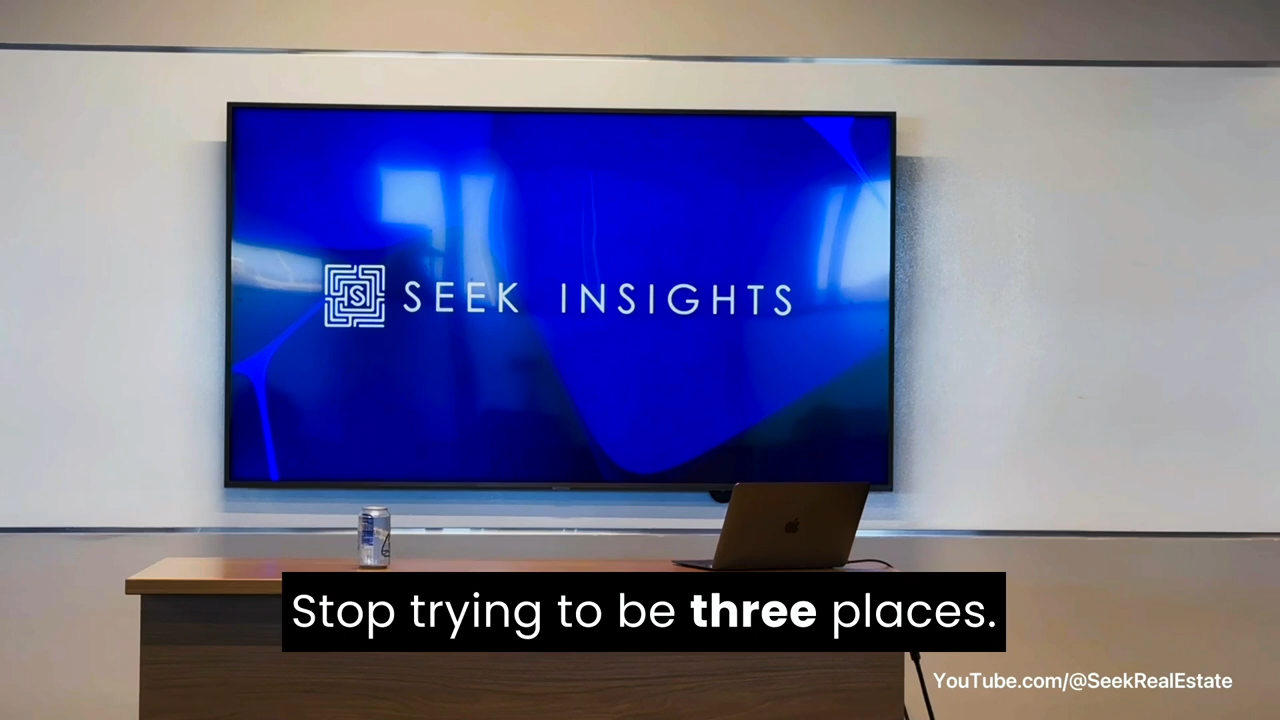 SEEK INSIGHTS
Stop trying to be three places.
YouTube.com/@SeekRealEstate